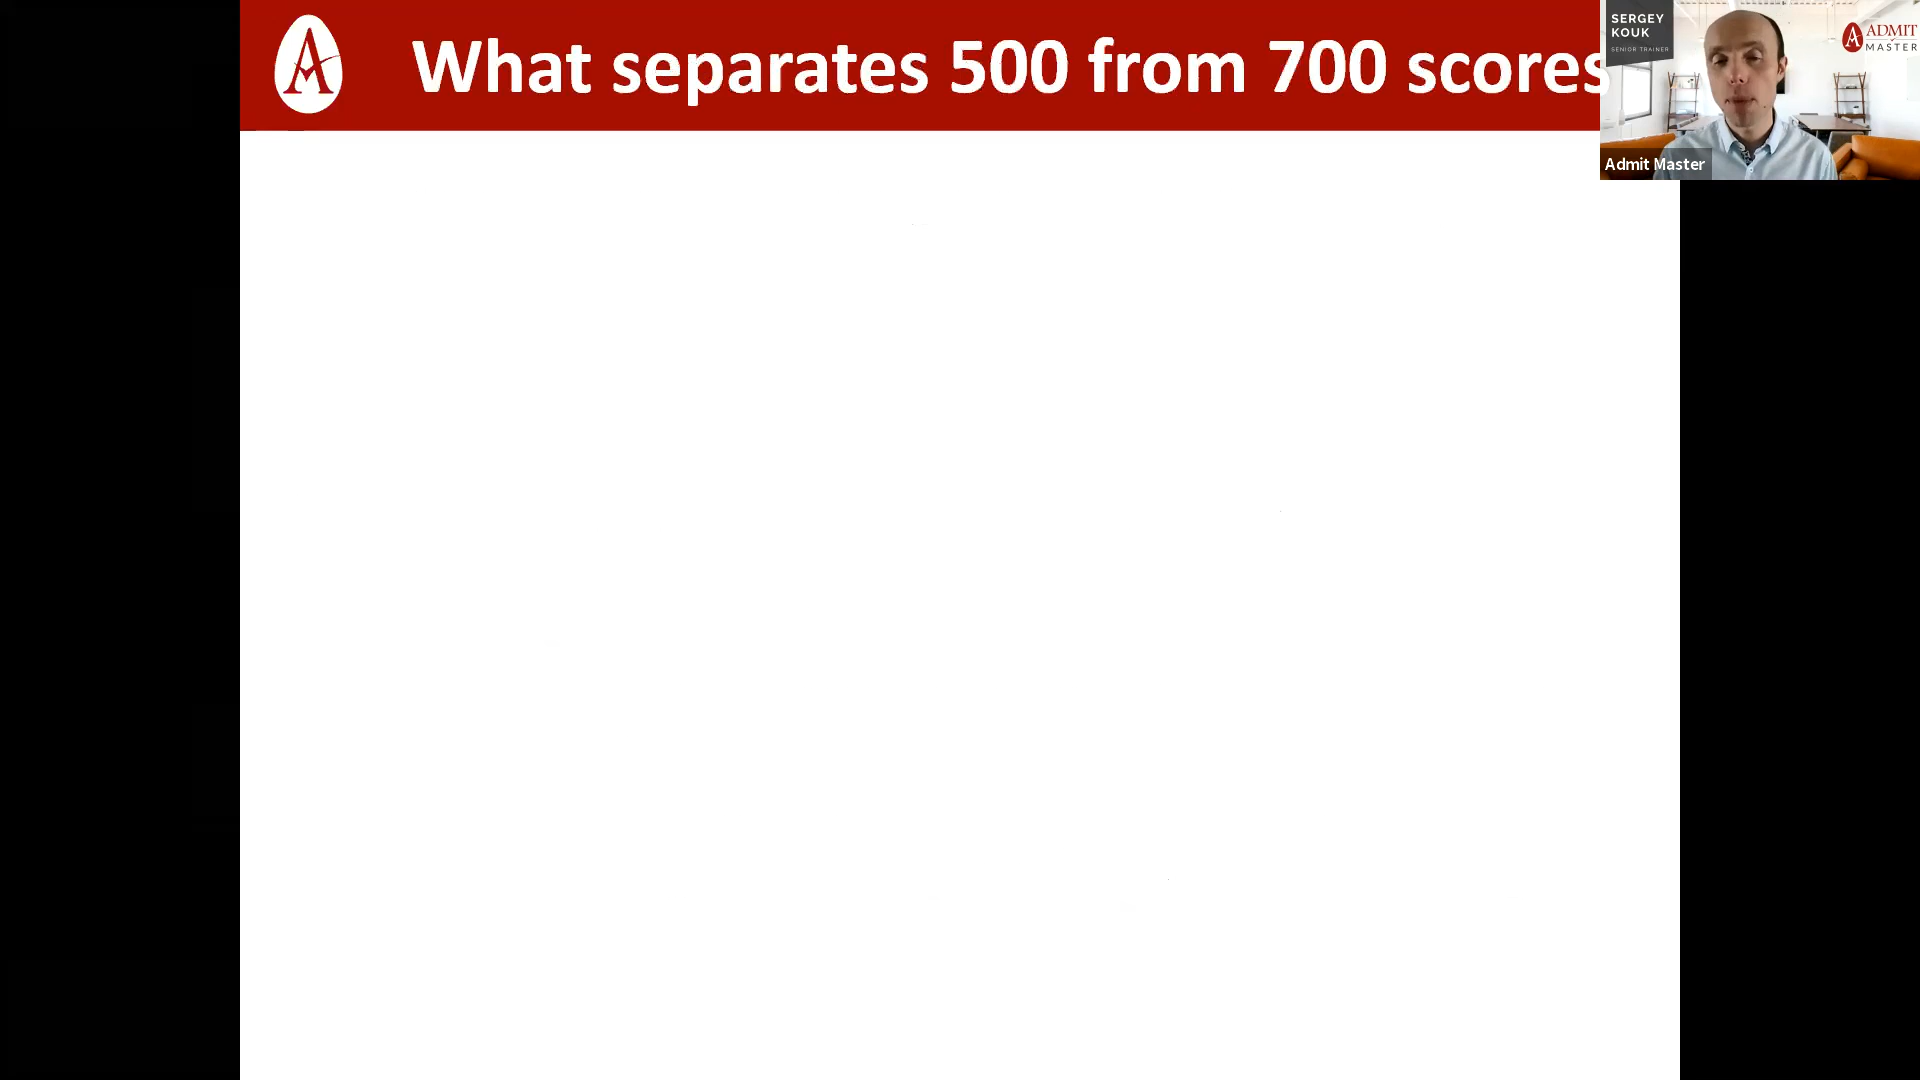 What separates 500 from 700 scores
SERGEY
KOUK
SENIOR TRAINER
ADMIT
MASTER
Admit Master